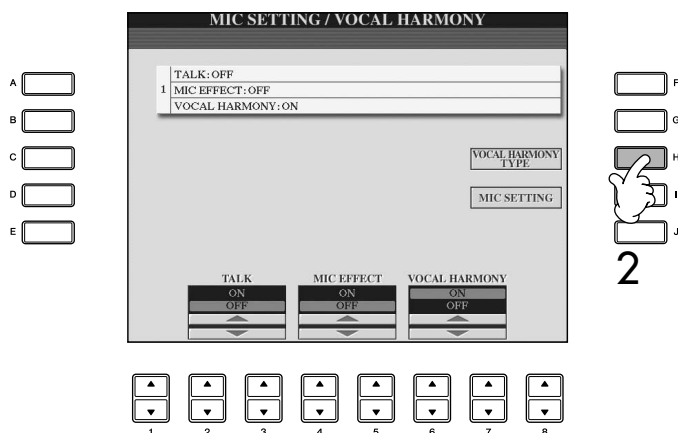 MIC SETTING / VOCAL HARMONY
TALK:OFF
1 MIC EFFECT:OFF
VOCAL HARMONY:ON
A
B
C
D
E
F
G
H
I
J
VOCAL HARMONY
TYPE
MIC SETTING
2
TALK MIC EFFECT VOCAL HARMONY
ON ON ON
OFF OFF OFF
1 2 3 4 5 6 7 8